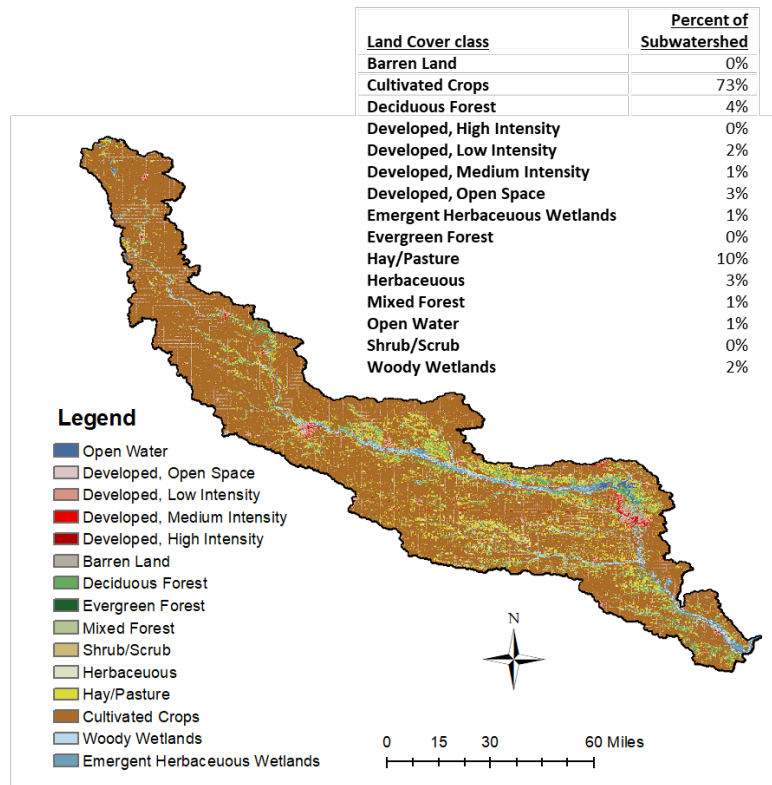 Land Cover class Percent of Subwatershed
Barren Land 0%
Cultivated Crops 73%
Deciduous Forest 4%
Developed, High Intensity 0%
Developed, Low Intensity 2%
Developed, Medium Intensity 1%
Developed, Open Space 3%
Emergent Herbaceuous Wetlands 1%
Evergreen Forest 0%
Hay/Pasture 10%
Herbaceuous 3%
Mixed Forest 1%
Open Water 1%
Shrub/Scrub 0%
Woody Wetlands 2%
Legend
Open Water
Developed, Open Space
Developed, Low Intensity
Developed, Medium Intensity
Developed, High Intensity
Barren Land
Deciduous Forest
Evergreen Forest
Mixed Forest
Shrub/Scrub
Herbaceuous
Hay/Pasture
Cultivated Crops
Woody Wetlands
Emergent Herbaceuous Wetlands
N
0 15 30 60 Miles